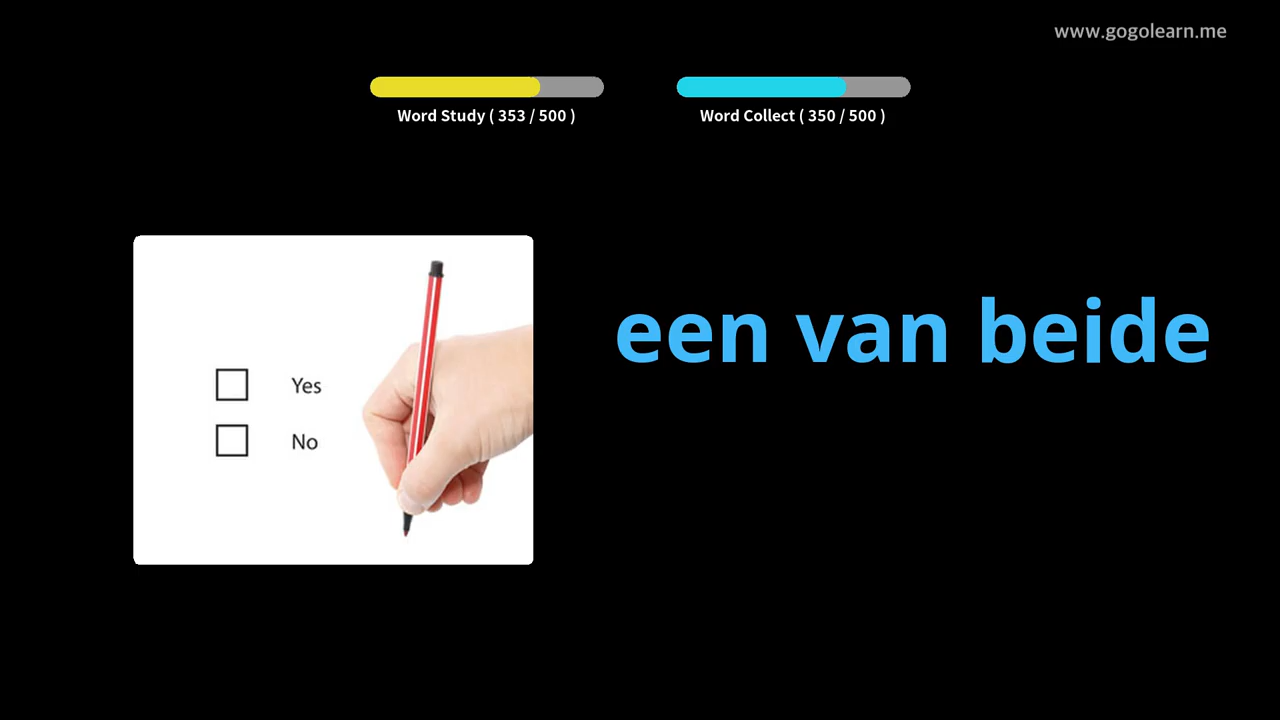 www.gogolearn.me
Word Study ( 353 / 500 )
Word Collect ( 350 / 500 )
een van beide
Yes
No